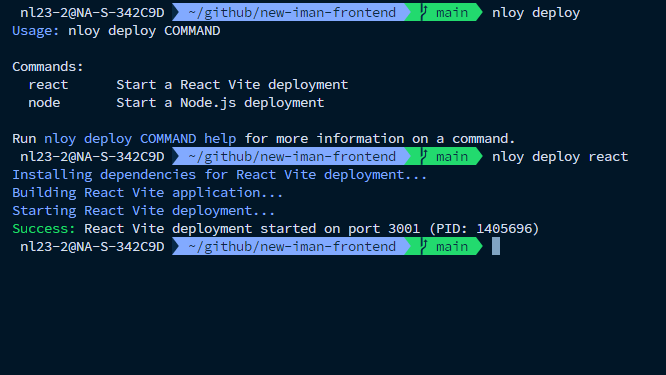 nl23-2@NA-S-342C9D ~/github/new-iman-frontend main nloy deploy
Usage: nloy deploy COMMAND
Commands:
react Start a React Vite deployment
node Start a Node.js deployment
Run nloy deploy COMMAND help for more information on a command.
nl23-2@NA-S-342C9D ~/github/new-iman-frontend main nloy deploy react
Installing dependencies for React Vite deployment...
Building React Vite application...
Starting React Vite deployment...
Success: React Vite deployment started on port 3001 (PID: 1405696)
nl23-2@NA-S-342C9D ~/github/new-iman-frontend main